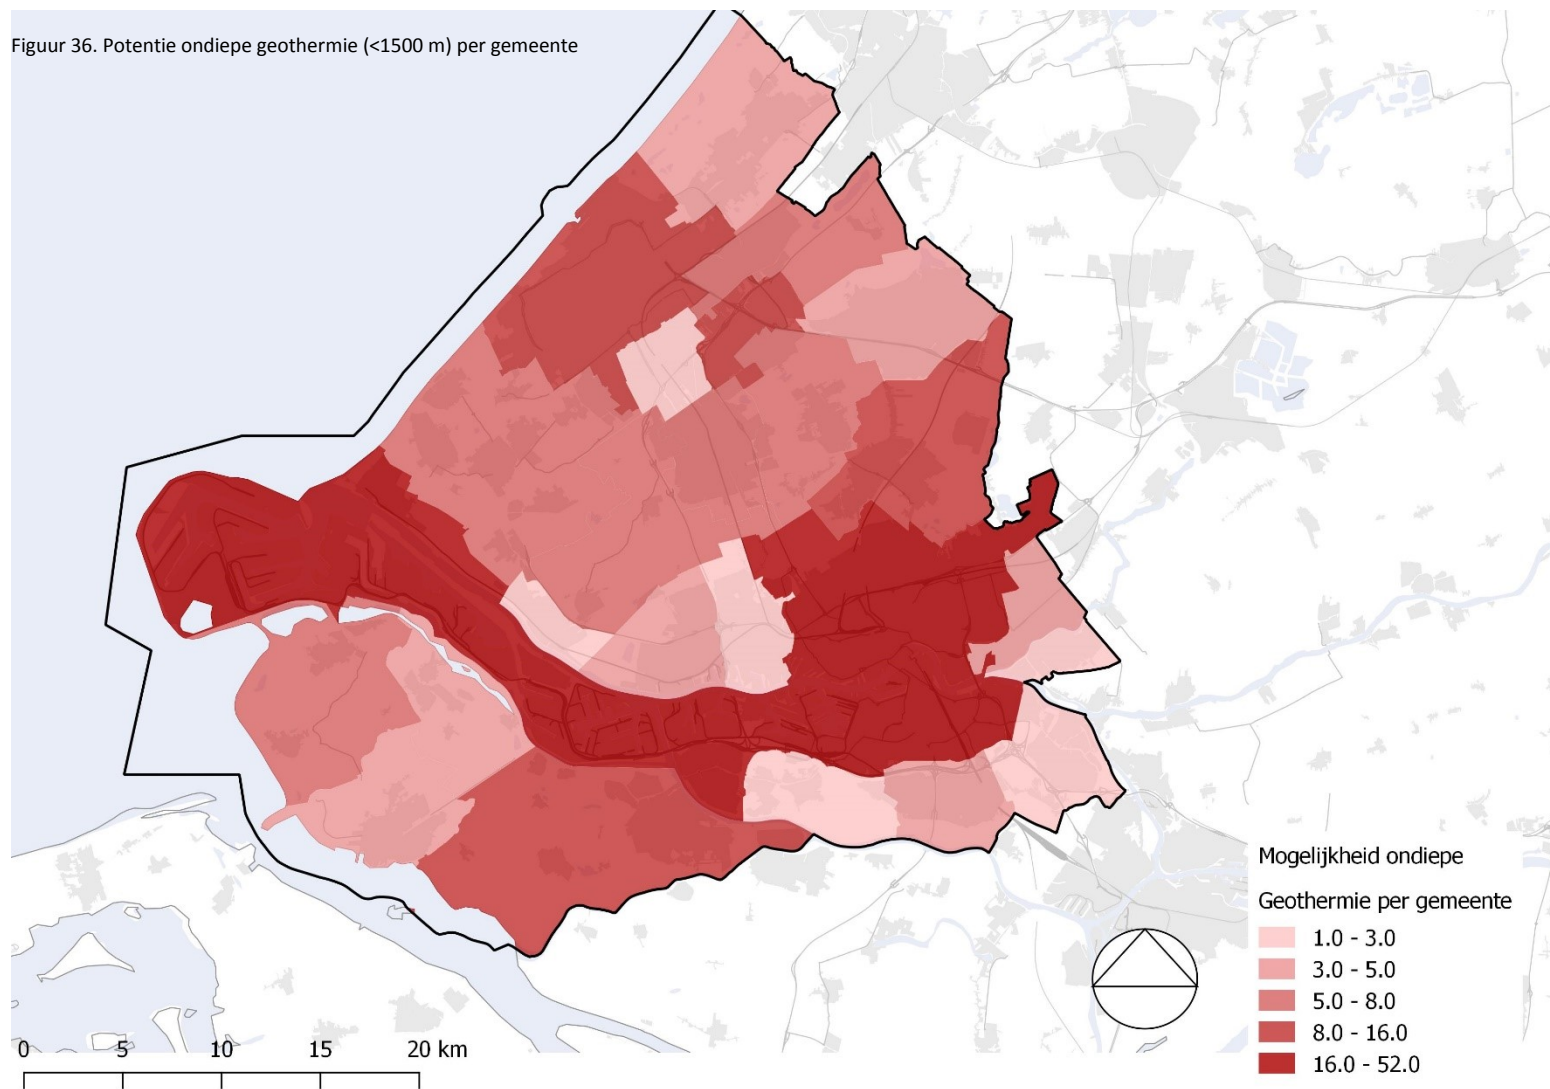 Figuur 36. Potentie ondiepe geothermie (<1500 m) per gemeente
Mogelijkheid ondiepe
Geothermie per gemeente
1.0 - 3.0
3.0 - 5.0
5.0 - 8.0
8.0 - 16.0
16.0 - 52.0
0 5 10 15 20 km